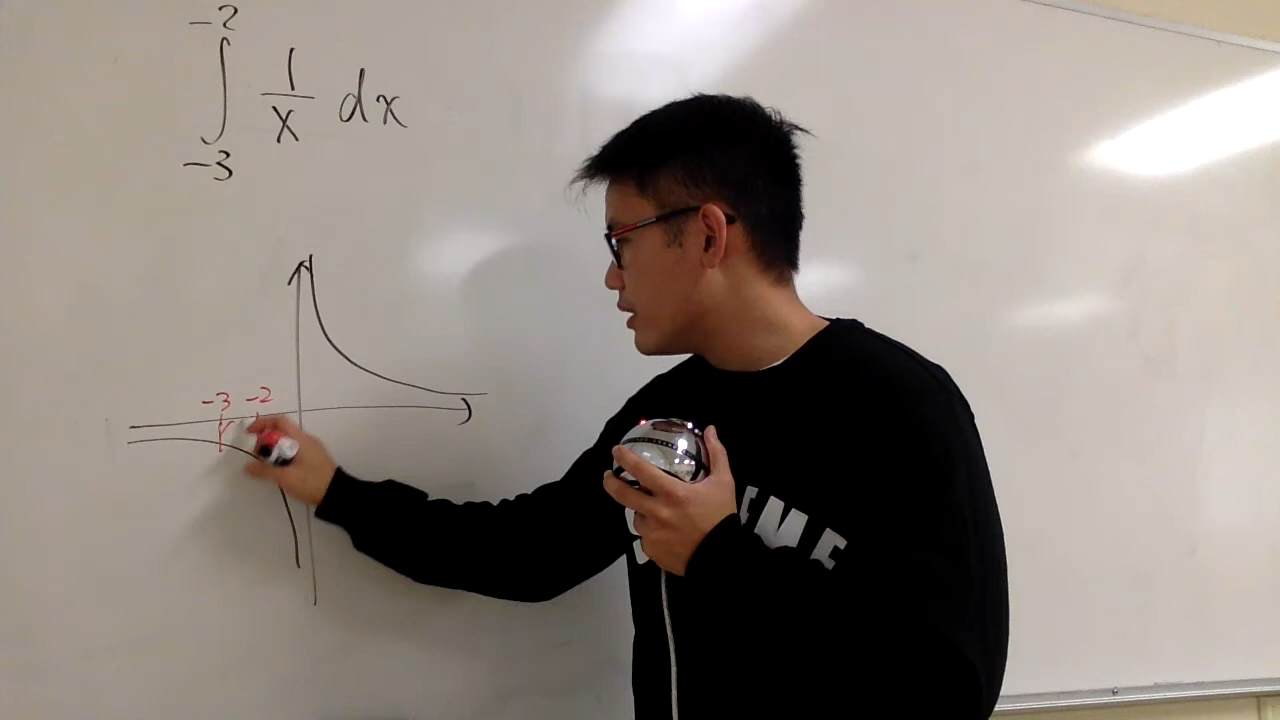 -2
∫ 1/x dx
-3
-3 -2